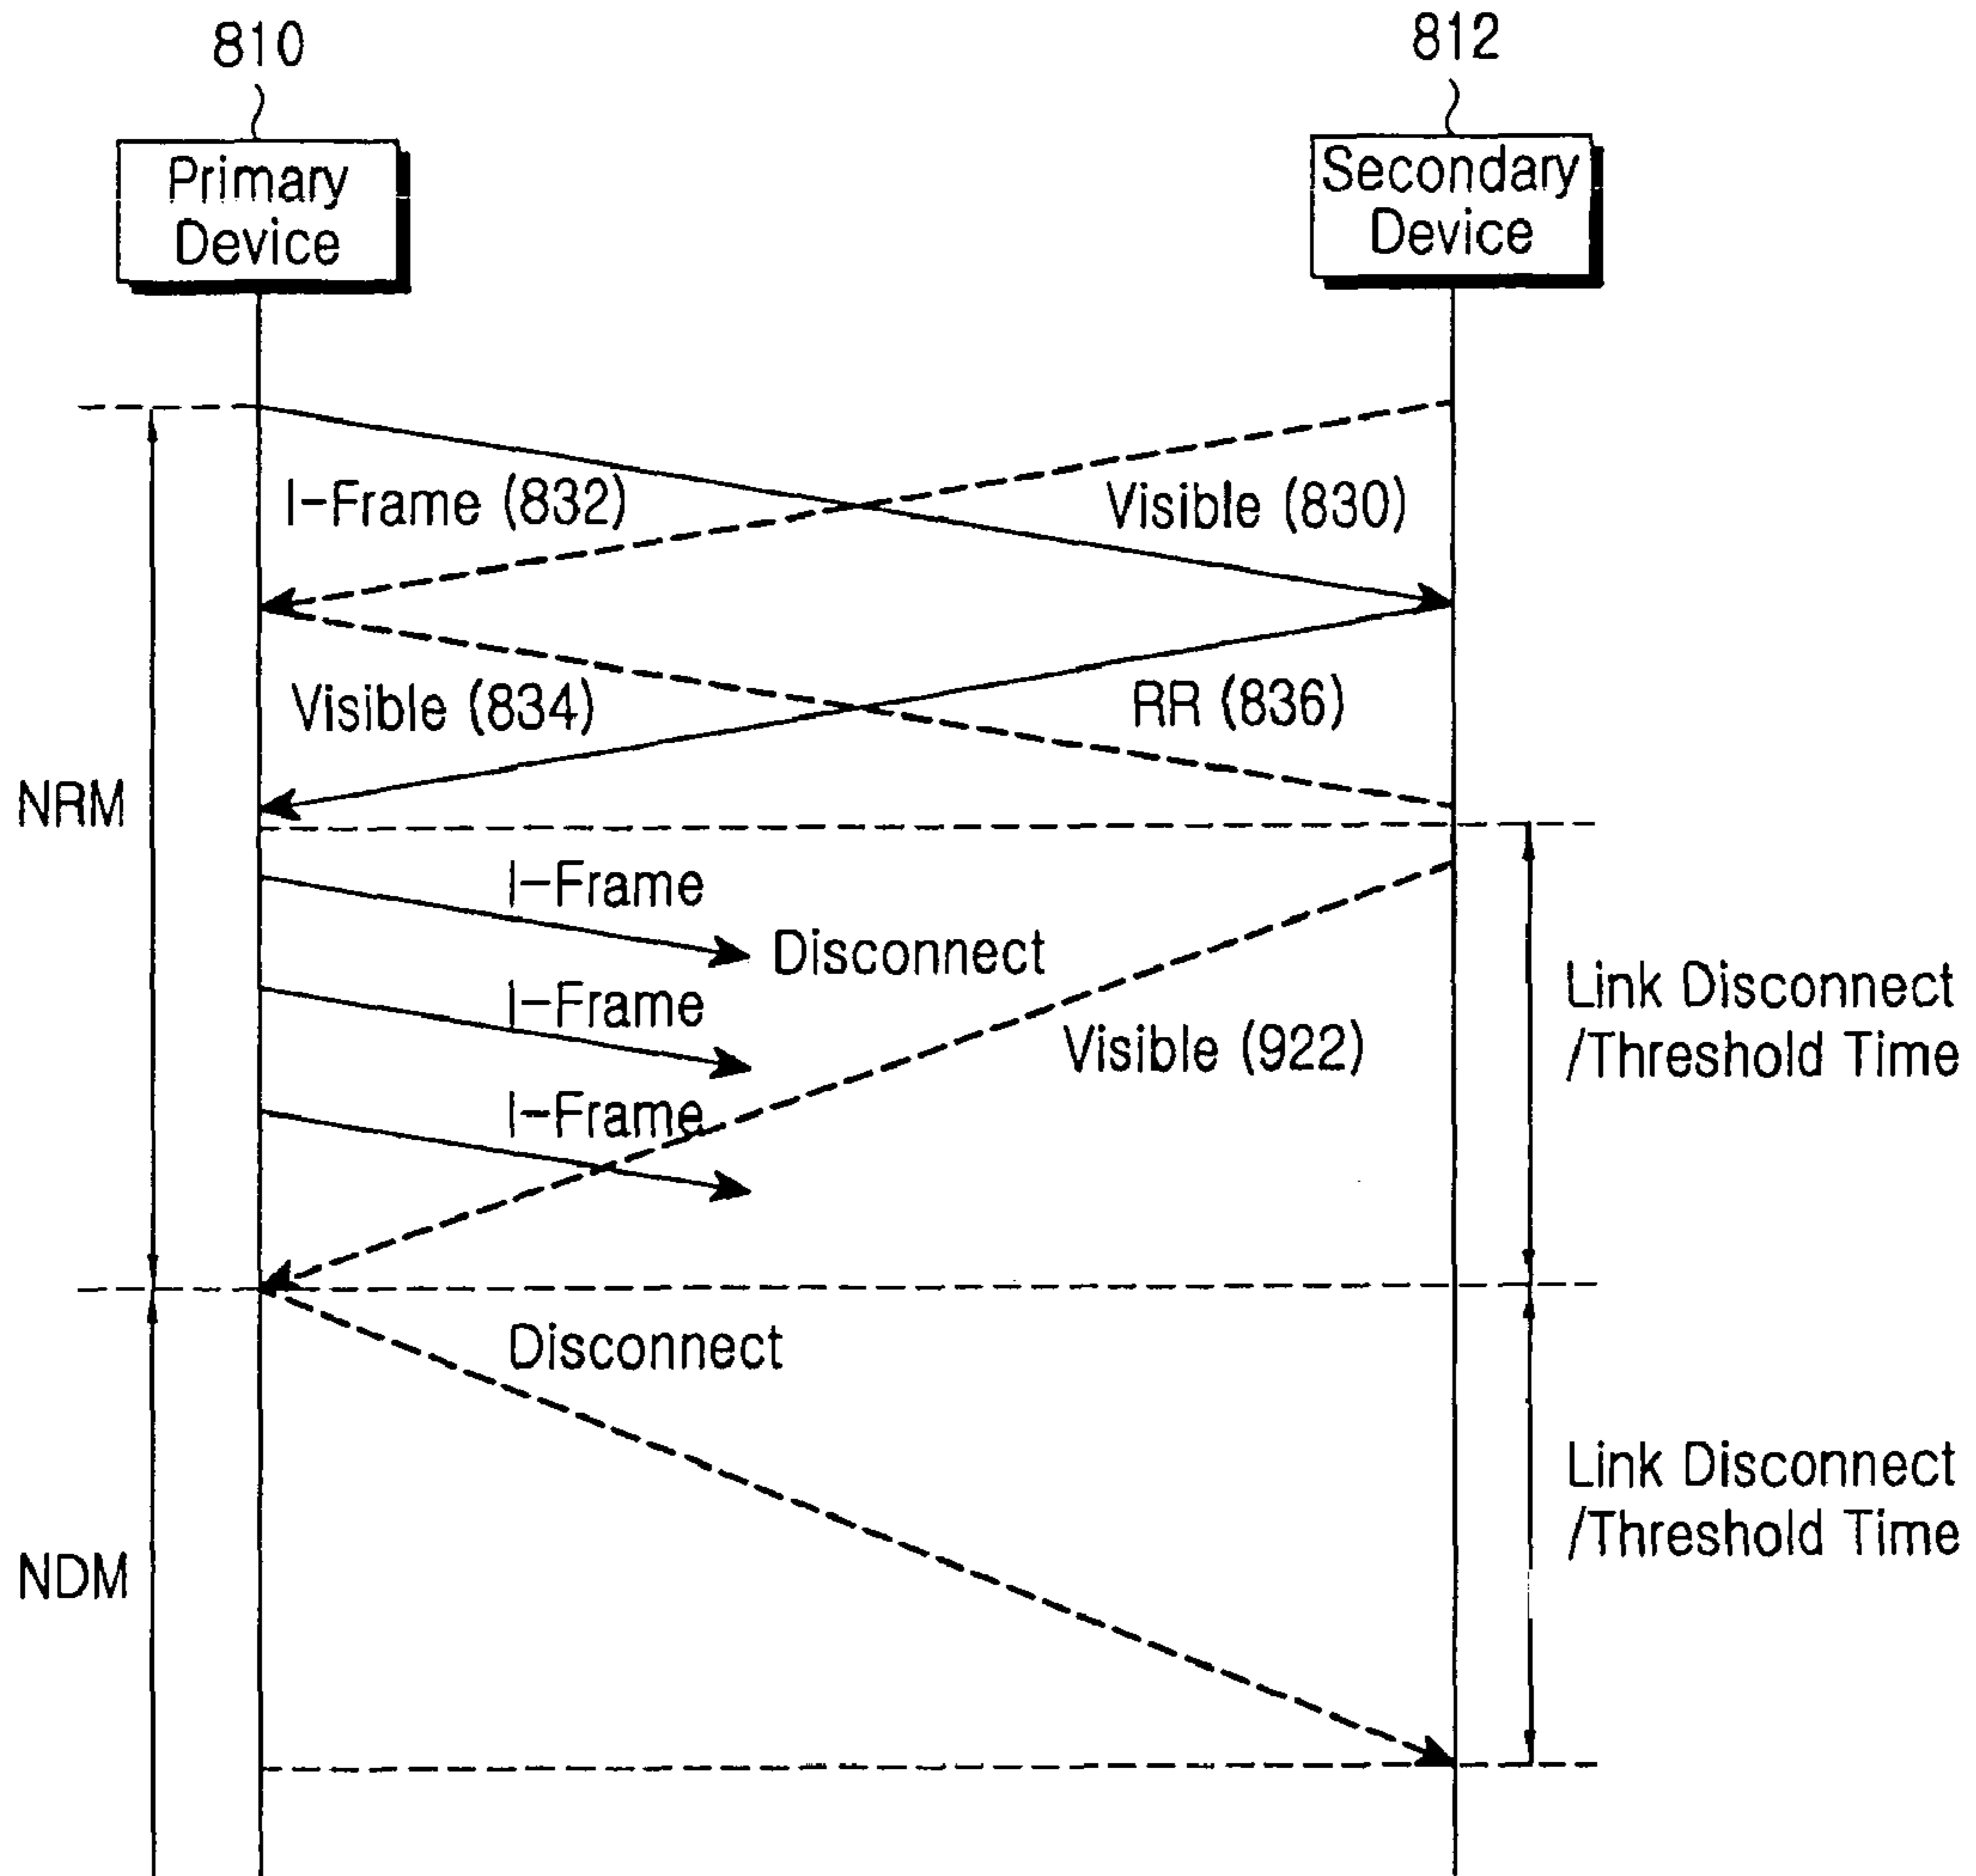 810
812
Primary
Device
Secondary
Device
I-Frame (832)
Visible (830)
Visible (834)
RR (836)
NRM
I-Frame
Disconnect
I-Frame
Visible (922)
I-Frame
Link Disconnect
/Threshold Time
Disconnect
Link Disconnect
/Threshold Time
NDM